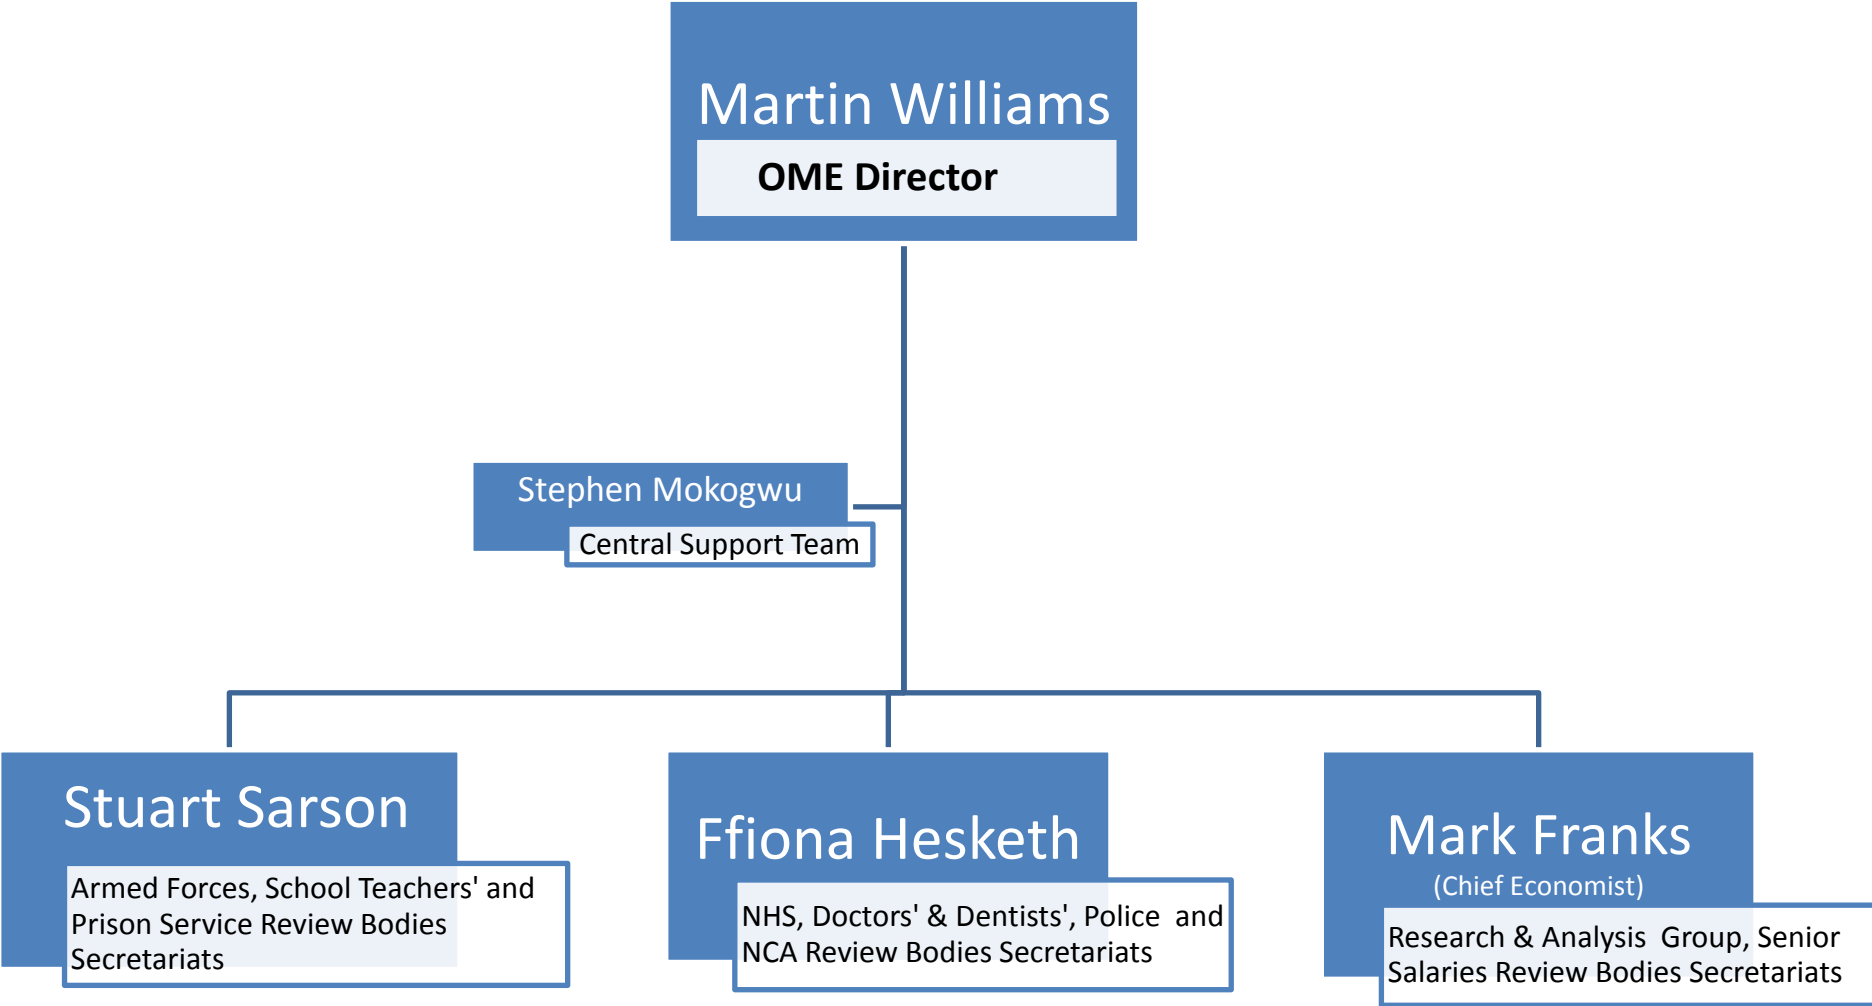 Martin Williams
OME Director
Stephen Mokogwu
Central Support Team
Stuart Sarson
Armed Forces, School Teachers' and
Prison Service Review Bodies
Secretariats
Ffiona Hesketh
NHS, Doctors' & Dentists', Police and
NCA Review Bodies Secretariats
Mark Franks
(Chief Economist)
Research & Analysis Group, Senior
Salaries Review Bodies Secretariats